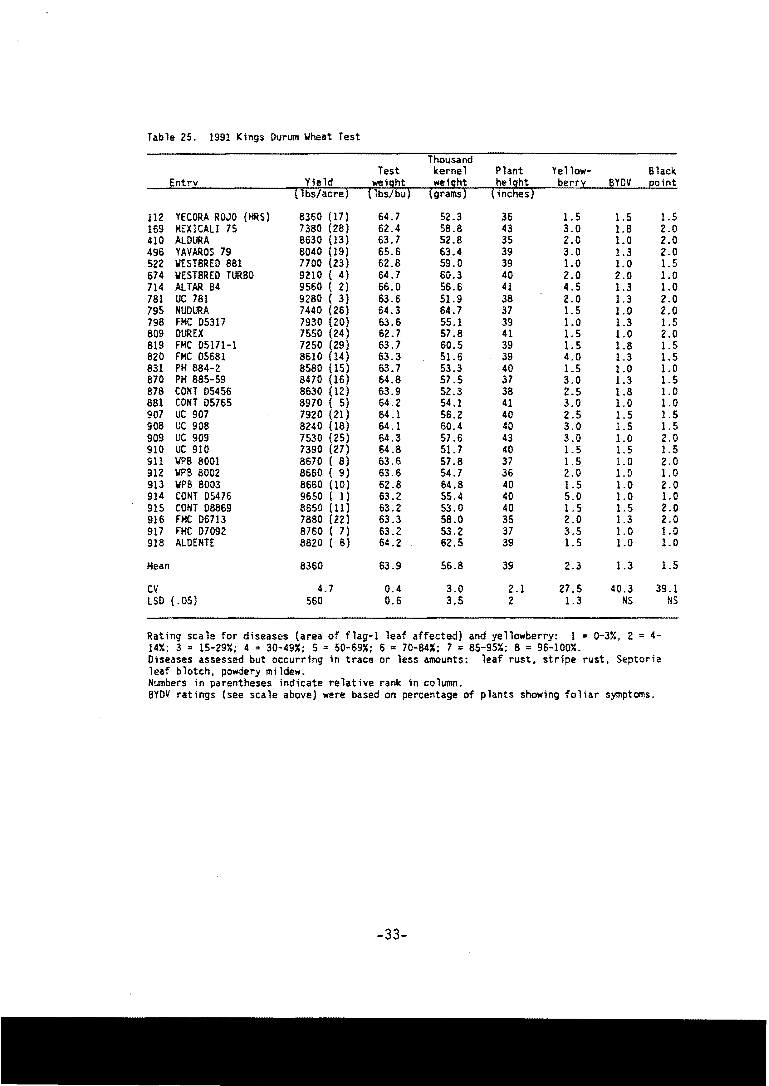 Table 25. 1991 Kings Durum Wheat Test
Thousand
Test kernel Plant Yellow- Black
Entry Yield weight weight height berry BYDV point
(lbs/acre) (lbs/bu) (grams) (inches)
112 YECORA ROJO (HRS) 8360 (17) 64.7 52.3 36 1.5 1.5 1.5
169 MEXICALI 75 7380 (28) 62.4 58.8 43 3.0 1.8 2.0
410 ALDURA 8630 (13) 63.7 52.8 35 2.0 1.0 2.0
496 YAVAROS 79 8040 (19) 65.6 63.4 39 3.0 1.3 2.0
522 WESTBRED 881 7700 (23) 62.8 59.0 39 1.0 1.0 1.5
674 WESTBRED TURBO 9210 ( 4) 64.7 60.3 40 2.0 2.0 1.0
714 ALTAR 84 9560 ( 2) 66.0 56.6 41 4.5 1.3 1.0
781 UC 781 9280 ( 3) 63.6 51.9 38 2.0 1.3 2.0
795 NUDURA 7440 (26) 64.3 64.7 37 1.5 1.0 2.0
798 FMC D5317 7930 (20) 63.6 55.1 39 1.0 1.3 1.5
809 DUREX 7550 (24) 62.7 57.8 41 1.5 1.0 2.0
819 FMC D5171-1 7250 (29) 63.7 60.5 39 1.5 1.8 1.5
820 FMC D5681 8610 (14) 63.3 51.6 39 4.0 1.3 1.5
831 PH 884-2 8580 (15) 63.7 53.3 40 1.5 1.0 1.0
870 PH 885-59 8470 (16) 64.8 57.5 37 3.0 1.3 1.5
878 CONT D5456 8630 (12) 63.9 52.3 38 2.5 1.8 1.0
881 CONT D5765 8970 ( 5) 64.2 54.1 41 3.0 1.0 1.0
907 UC 907 7920 (21) 64.1 56.2 40 2.5 1.5 1.5
908 UC 908 8240 (18) 64.1 60.4 40 3.0 1.5 1.5
909 UC 909 7530 (25) 64.3 57.6 43 3.0 1.0 2.0
910 UC 910 7390 (27) 64.8 51.7 40 1.5 1.5 1.5
911 WPB 8001 8670 ( 8) 63.6 57.8 37 1.5 1.0 2.0
912 WPB 8002 8660 ( 9) 63.6 54.7 36 2.0 1.0 1.0
913 WPB 8003 8660 (10) 62.8 64.8 40 1.5 1.0 2.0
914 CONT D5476 9650 ( 1) 63.2 55.4 40 5.0 1.0 1.0
915 CONT D8869 8650 (11) 63.2 53.0 40 1.5 1.5 2.0
916 FMC D6713 7880 (22) 63.3 58.0 35 2.0 1.3 2.0
917 FMC D7092 8760 ( 7) 63.2 53.2 37 3.5 1.0 1.0
918 ALDENTE 8820 ( 6) 64.2 62.5 39 1.5 1.0 1.0
Mean 8360 63.9 56.8 39 2.3 1.3 1.5
CV 4.7 0.4 3.0 2.1 27.5 40.3 39.1
LSD (.05) 560 0.6 3.5 2 1.3 NS NS
Rating scale for diseases (area of flag-1 leaf affected) and yellowberry: 1 = 0-3%, 2 = 4-
14%; 3 = 15-29%; 4 = 30-49%; 5 = 50-69%; 6 = 70-84%; 7 = 85-95%; 8 = 96-100%.
Diseases assessed but occurring in trace or less amounts: leaf rust, stripe rust, Septoria
leaf blotch, powdery mildew.
Numbers in parentheses indicate relative rank in column.
BYDV ratings (see scale above) were based on percentage of plants showing foliar symptoms.
-33-